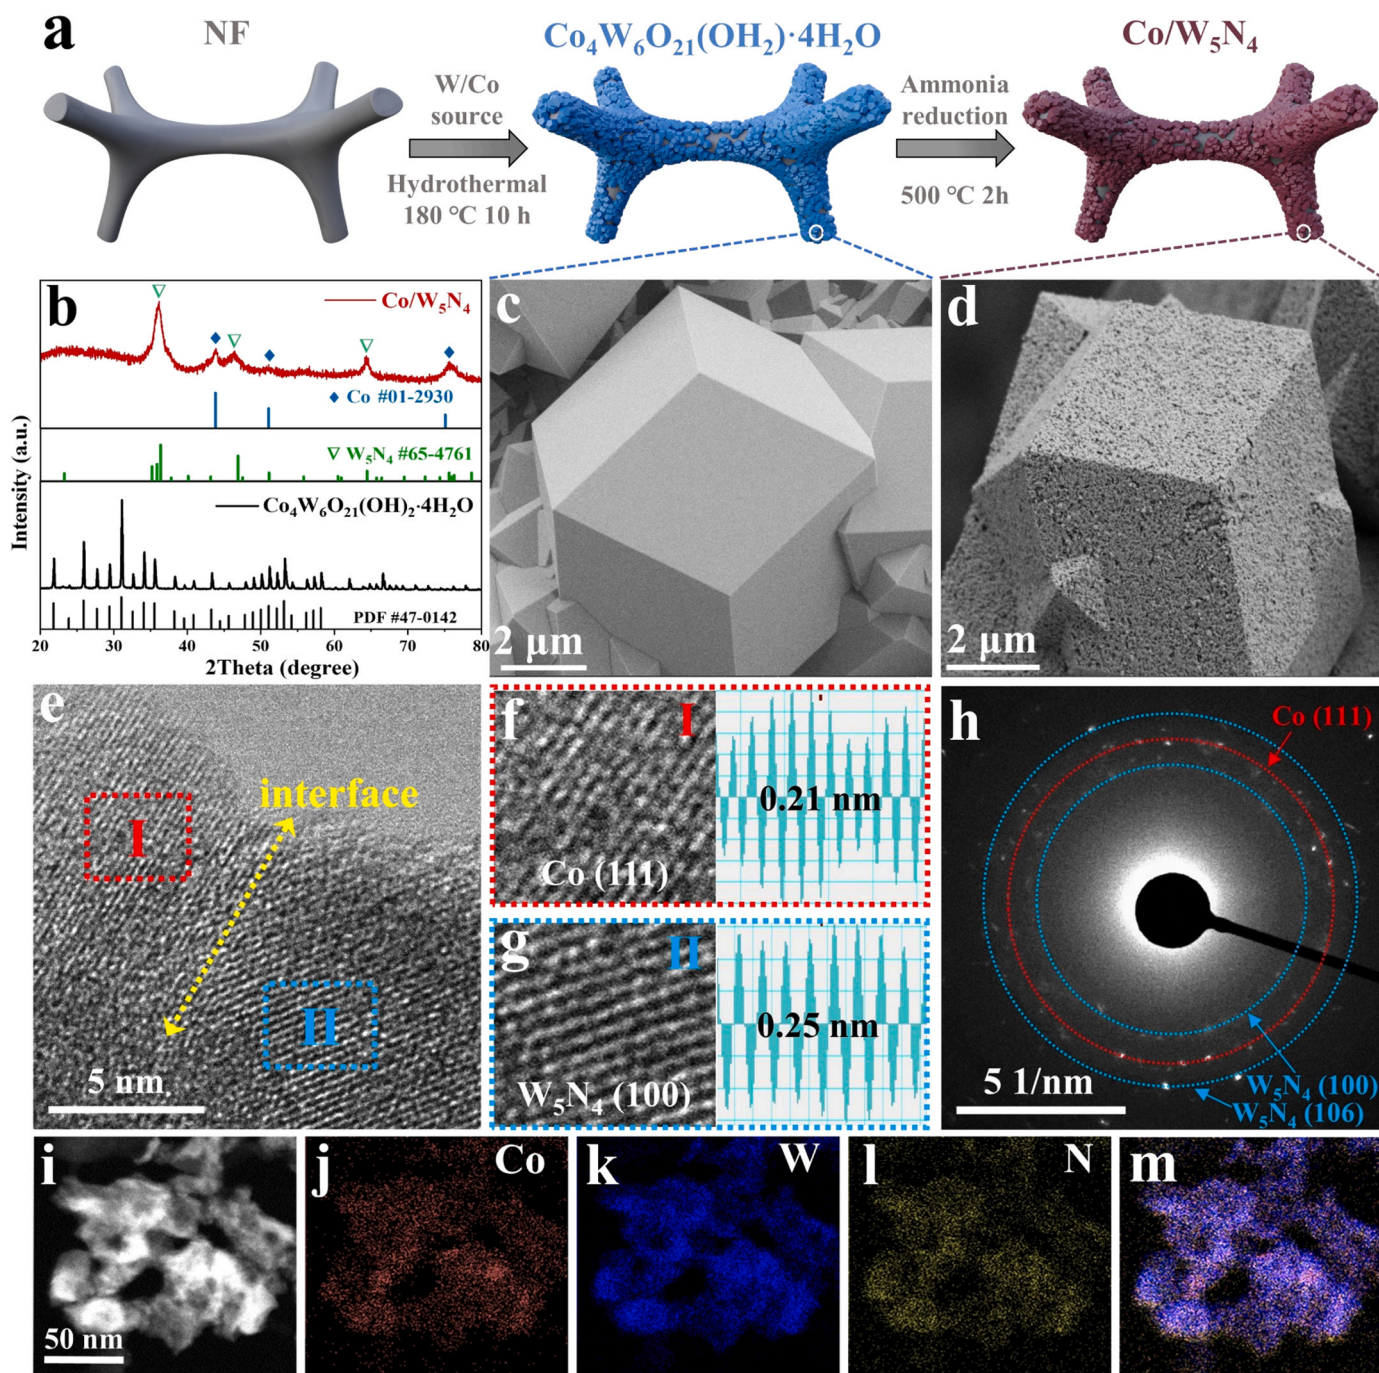 a
NF
Co₄W₆O₂₁(OH₂)·4H₂O
Co/W₅N₄
W/Co
source
Hydrothermal
180 °C 10 h
Ammonia
reduction
500 °C 2h
b
Co/W₅N₄
Co #01-2930
W₅N₄ #65-4761
Co₄W₆O₂₁(OH)₂·4H₂O
PDF #47-0142
Intensity (a.u.)
20 30 40 50 60 70 80
2Theta (degree)
c
2 μm
d
2 μm
e
interface
I
II
5 nm
f
I
Co (111)
0.21 nm
g
II
W₅N₄ (100)
0.25 nm
h
Co (111)
W₅N₄ (100)
W₅N₄ (106)
5 1/nm
i
50 nm
j
Co
k
W
l
N
m